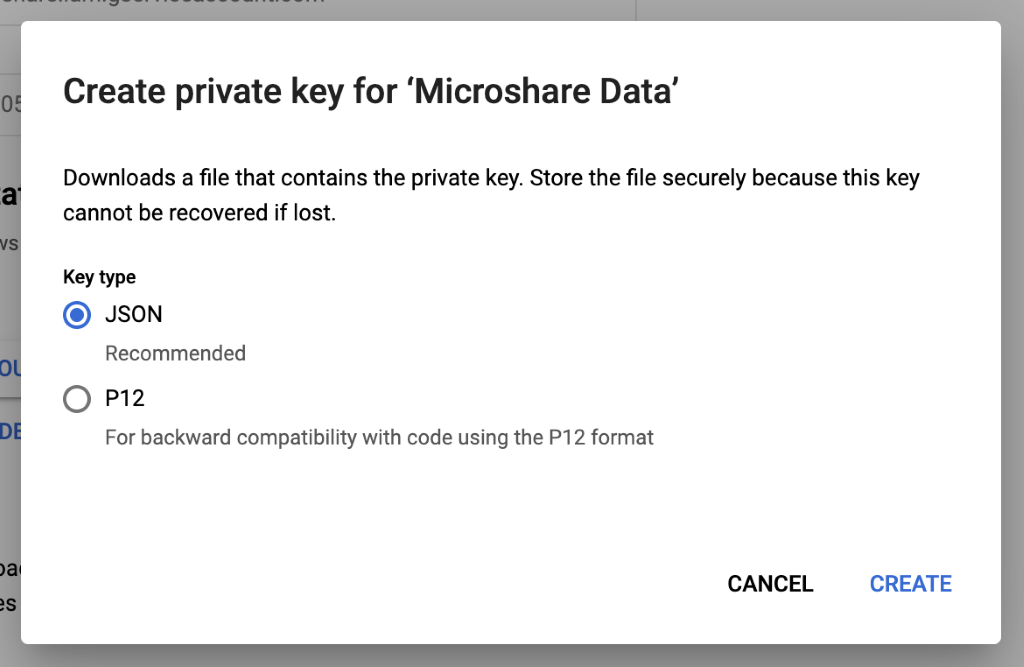 Create private key for ‘Microshare Data’
Downloads a file that contains the private key. Store the file securely because this key
cannot be recovered if lost.
Key type
JSON
Recommended
P12
For backward compatibility with code using the P12 format
CANCEL
CREATE